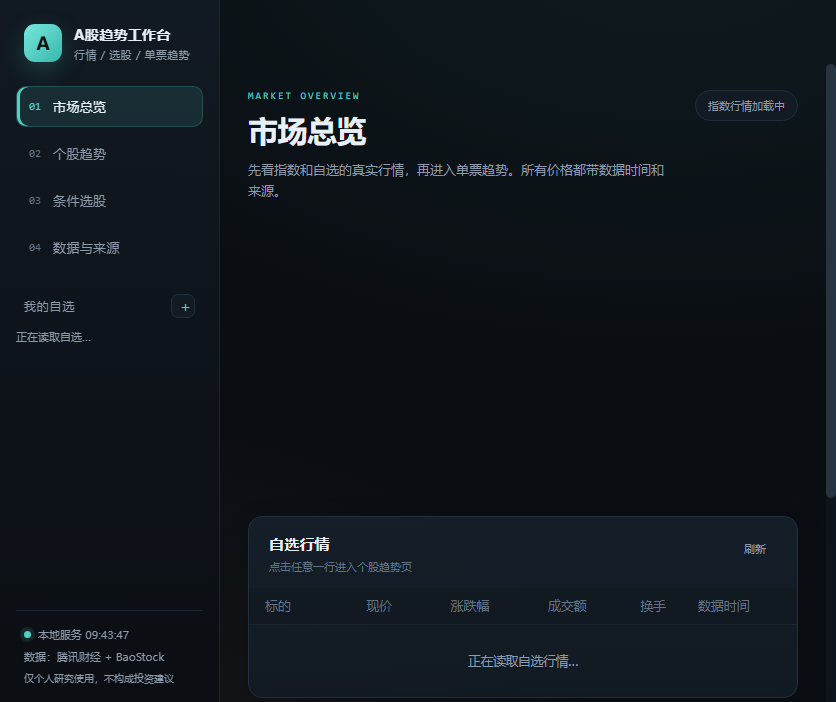 A
A股趋势工作台
行情 / 选股 / 单票趋势
01 市场总览
02 个股趋势
03 条件选股
04 数据与来源
我的自选 +
正在读取自选...
本地服务 09:43:47
数据：腾讯财经 + BaoStock
仅个人研究使用，不构成投资建议
MARKET OVERVIEW
市场总览
指数行情加载中
先看指数和自选的真实行情，再进入单票趋势。所有价格都带数据时间和
来源。
自选行情
点击任意一行进入个股趋势页
刷新
标的 现价 涨跌幅 成交额 换手 数据时间
正在读取自选行情...